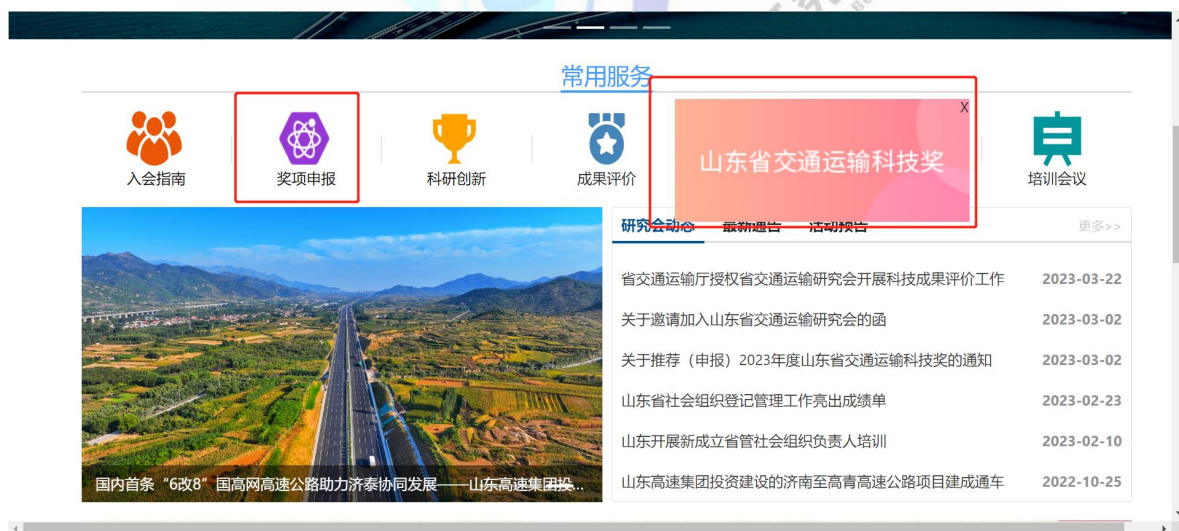 常用服务
X
山东省交通运输科技奖
入会指南
奖项申报
科研创新
成果评价
培训会议
研究会动态 最新通告 活动预告 更多>>
省交通运输厅授权省交通运输研究会开展科技成果评价工作 2023-03-22
关于邀请加入山东省交通运输研究会的函 2023-03-02
关于推荐（申报）2023年度山东省交通运输科技奖的通知 2023-03-02
山东省社会组织登记管理工作亮出成绩单 2023-02-23
山东开展新成立省管社会组织负责人培训 2023-02-10
山东高速集团投资建设的济南至高青高速公路项目建成通车 2022-10-25
国内首条“6改8”国高网高速公路助力济泰协同发展——山东高速集团投...